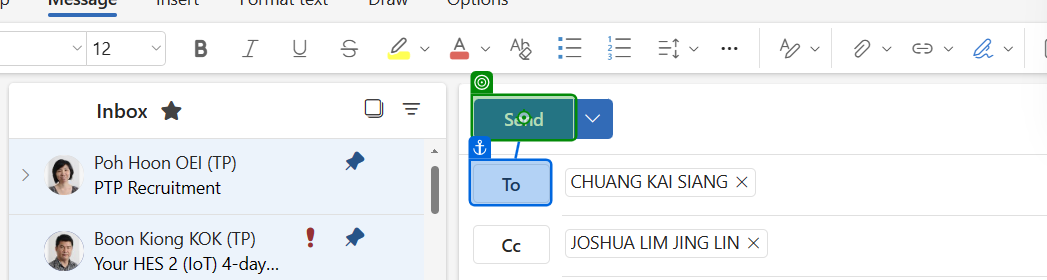 Message Insert Format text Draw Options
12 B I U S A Ab
Inbox
Send
Poh Hoon OEI (TP)
PTP Recruitment
To CHUANG KAI SIANG
Boon Kiong KOK (TP)
Your HES 2 (IoT) 4-day...
Cc JOSHUA LIM JING LIN